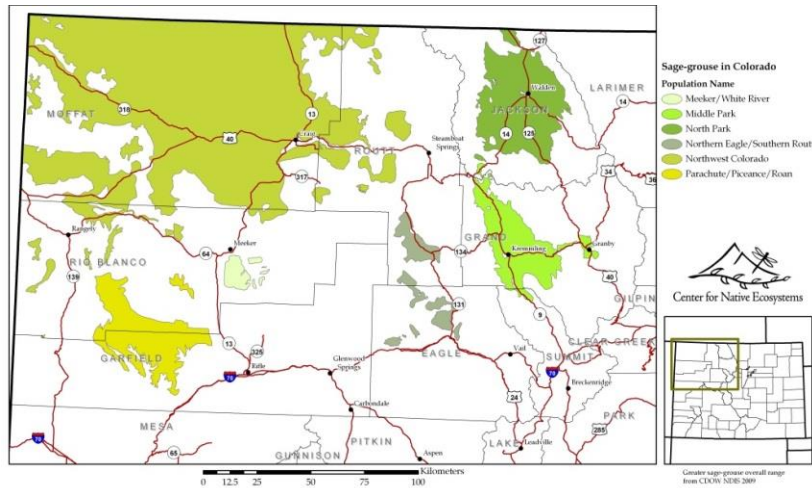 Sage-grouse in Colorado
Population Name
Meeker/White River
Middle Park
North Park
Northern Eagle/Southern Routt
Northwest Colorado
Parachute/Piceance/Roan
127
Walden
LARIMER
MOFFAT
318
JACKSON
13
14
14
125
40
Craig
Steamboat
Springs
ROUTT
34
317
Meeker
GRAND
Rangely
64
134
Kremmling
Granby
RIO BLANCO
40
139
131
9
GILPIN
13
325
CLEAR CREEK
GARFIELD
Glenwood
Springs
EAGLE
Vail
SUMMIT
70
Rifle
70
Breckenridge
24
Carbondale
PARK
MESA
285
70
PITKIN
65
LAKE
Leadville
GUNNISON
Aspen
Kilometers
0 12.5 25 50 75 100
Center for Native Ecosystems
Greater sage-grouse overall range
from CDOW NDIS 2009